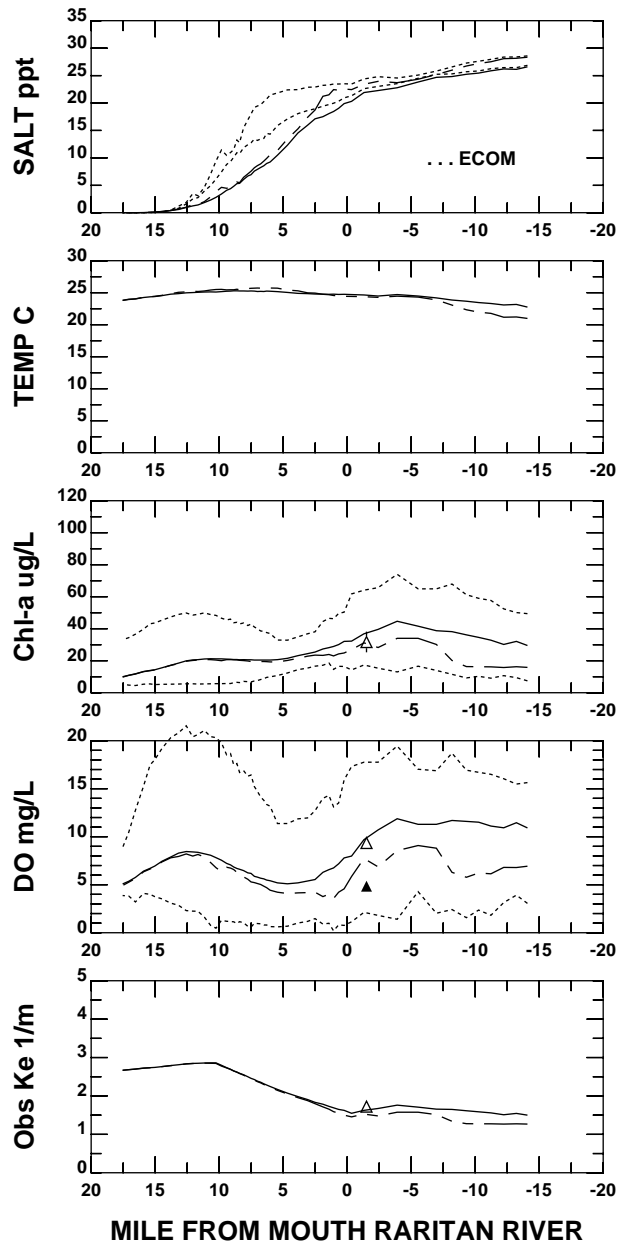 SALT ppt
35
30
25
20
15
10
5
0
. . . ECOM
20 15 10 5 0 -5 -10 -15 -20
TEMP C
30
25
20
15
10
5
0
20 15 10 5 0 -5 -10 -15 -20
Chl-a ug/L
120
100
80
60
40
20
0
20 15 10 5 0 -5 -10 -15 -20
DO mg/L
20
15
10
5
0
20 15 10 5 0 -5 -10 -15 -20
Obs Ke 1/m
5
4
3
2
1
0
20 15 10 5 0 -5 -10 -15 -20
MILE FROM MOUTH RARITAN RIVER